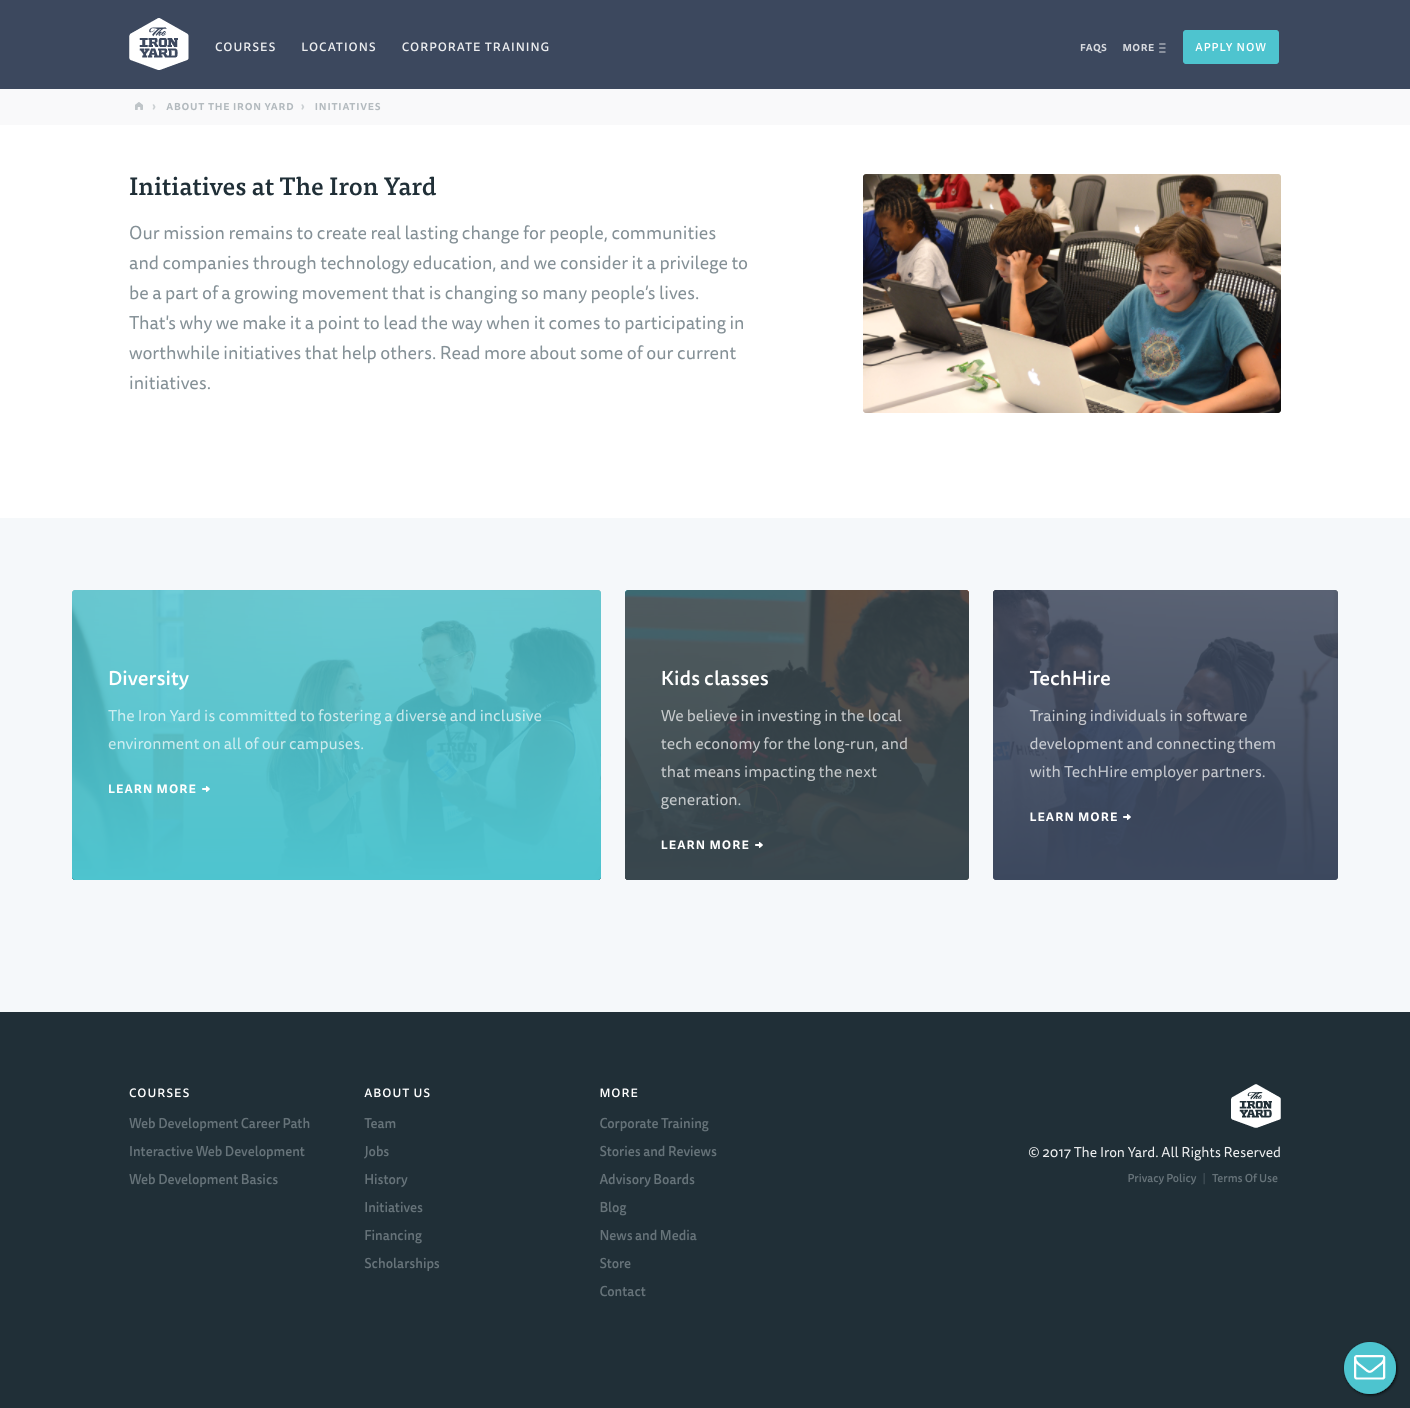 The
IRON
YARD
COURSES
LOCATIONS
CORPORATE TRAINING
FAQS
MORE
APPLY NOW
ABOUT THE IRON YARD › INITIATIVES
Initiatives at The Iron Yard
Our mission remains to create real lasting change for people, communities
and companies through technology education, and we consider it a privilege to
be a part of a growing movement that is changing so many people’s lives.
That's why we make it a point to lead the way when it comes to participating in
worthwhile initiatives that help others. Read more about some of our current
initiatives.
Diversity
The Iron Yard is committed to fostering a diverse and inclusive
environment on all of our campuses.
LEARN MORE ➜
Kids classes
We believe in investing in the local
tech economy for the long-run, and
that means impacting the next
generation.
LEARN MORE ➜
TechHire
Training individuals in software
development and connecting them
with TechHire employer partners.
LEARN MORE ➜
COURSES
Web Development Career Path
Interactive Web Development
Web Development Basics
ABOUT US
Team
Jobs
History
Initiatives
Financing
Scholarships
MORE
Corporate Training
Stories and Reviews
Advisory Boards
Blog
News and Media
Store
Contact
The
IRON
YARD
© 2017 The Iron Yard. All Rights Reserved
Privacy Policy | Terms Of Use